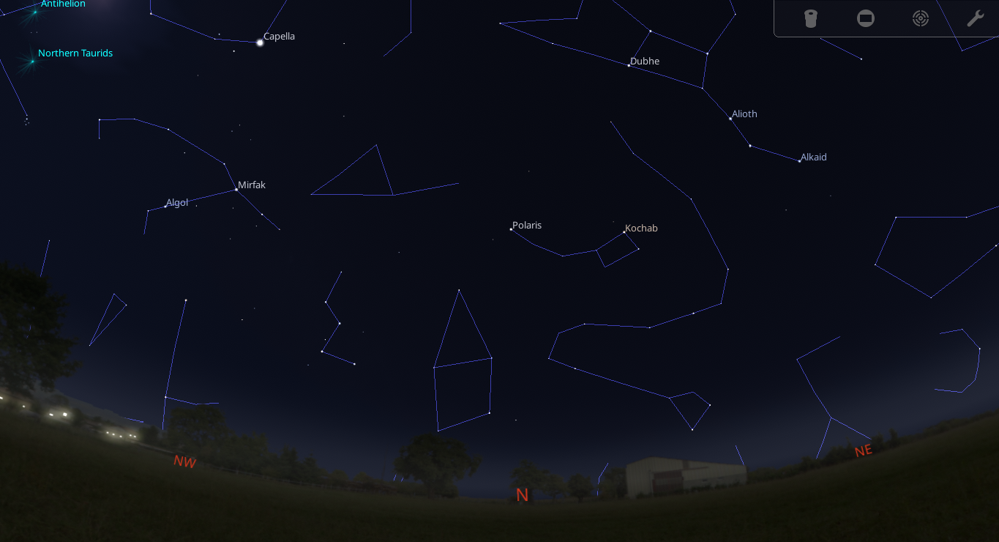 Antihelion
Northern Taurids
Capella
Dubhe
Alioth
Alkaid
Mirfak
Algol
Polaris
Kochab
NW
N
NE